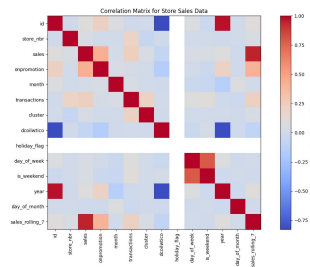 Correlation Matrix for Store Sales Data
id
store_nbr
sales
onpromotion
month
transactions
cluster
dcoilwtico
holiday_flag
day_of_week
is_weekend
year
day_of_month
sales_rolling_7
id
store_nbr
sales
onpromotion
month
transactions
cluster
dcoilwtico
holiday_flag
day_of_week
is_weekend
year
day_of_month
sales_rolling_7
1.00
0.75
0.50
0.25
0.00
−0.25
−0.50
−0.75